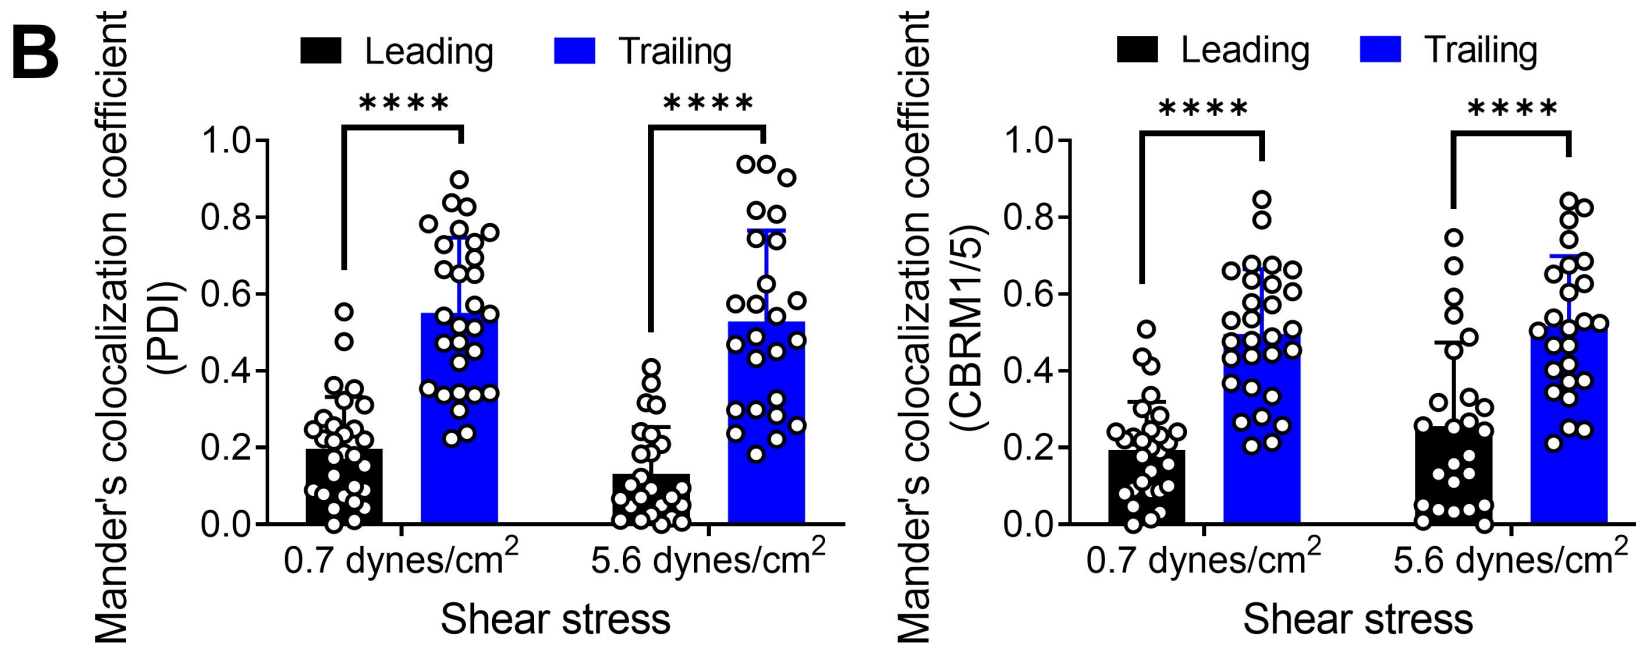 B
Mander's colocalization coefficient
(PDI)
Leading
Trailing
****
****
1.0
0.8
0.6
0.4
0.2
0.0
0.7 dynes/cm²
5.6 dynes/cm²
Shear stress
Mander's colocalization coefficient
(CBRM1/5)
Leading
Trailing
****
****
1.0
0.8
0.6
0.4
0.2
0.0
0.7 dynes/cm²
5.6 dynes/cm²
Shear stress